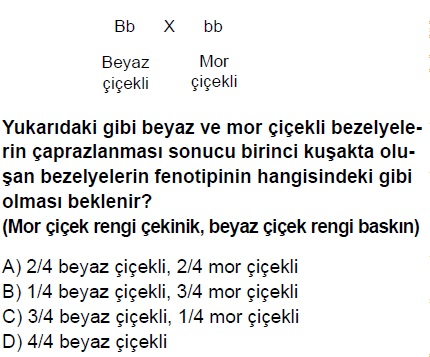 Bb X bb
Beyaz Mor
çiçekli çiçekli
Yukarıdaki gibi beyaz ve mor çiçekli bezelyele-
rin çaprazlanması sonucu birinci kuşakta olu-
şan bezelyelerin fenotipinin hangisindeki gibi
olması beklenir?
(Mor çiçek rengi çekinik, beyaz çiçek rengi baskın)
A) 2/4 beyaz çiçekli, 2/4 mor çiçekli
B) 1/4 beyaz çiçekli, 3/4 mor çiçekli
C) 3/4 beyaz çiçekli, 1/4 mor çiçekli
D) 4/4 beyaz çiçekli